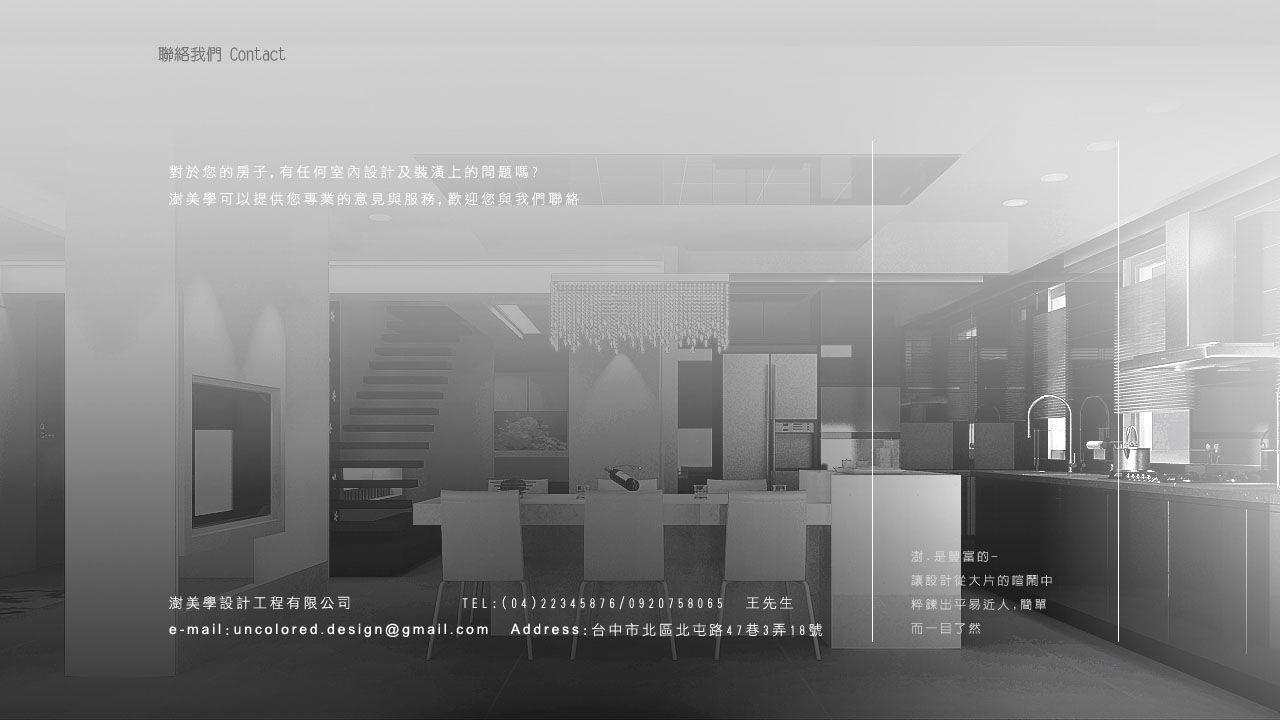 聯絡我們 Contact
對於您的房子,有任何室內設計及裝潢上的問題嗎?
澍美學可以提供您專業的意見與服務,歡迎您與我們聯絡
澍.是豐富的-
讓設計從大片的喧鬧中
粹鍊出平易近人,簡單
而一目了然
澍美學設計工程有限公司 TEL:(04)22345876/0920758065 王先生
e-mail:uncolored.design@gmail.com Address:台中市北區北屯路47巷3弄18號